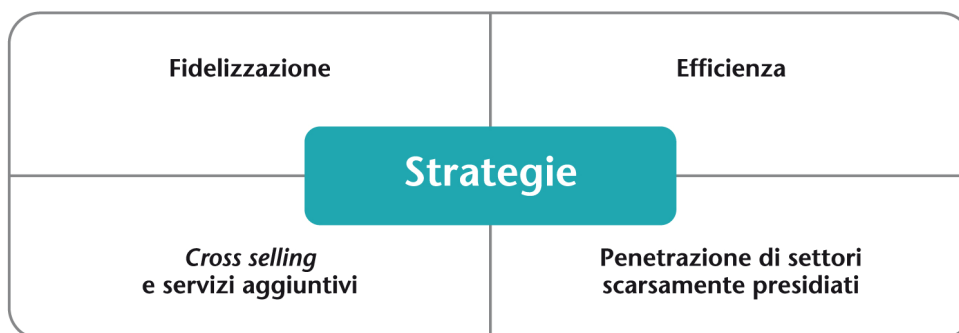 Fidelizzazione
Efficienza
Strategie
Cross selling
e servizi aggiuntivi
Penetrazione di settori
scarsamente presidiati